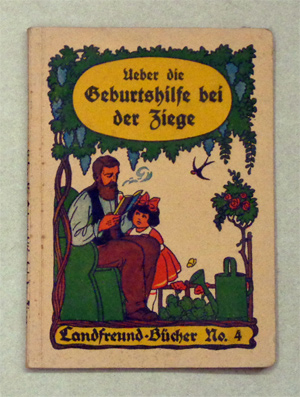 Ueber die
Geburtshilfe bei
der Ziege
Landfreund-Bücher No. 4